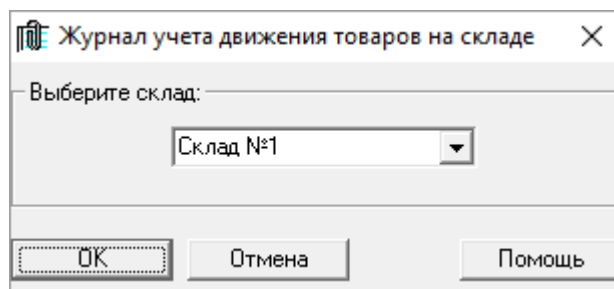 Журнал учета движения товаров на складе
Выберите склад:
Склад №1
OK Отмена Помощь